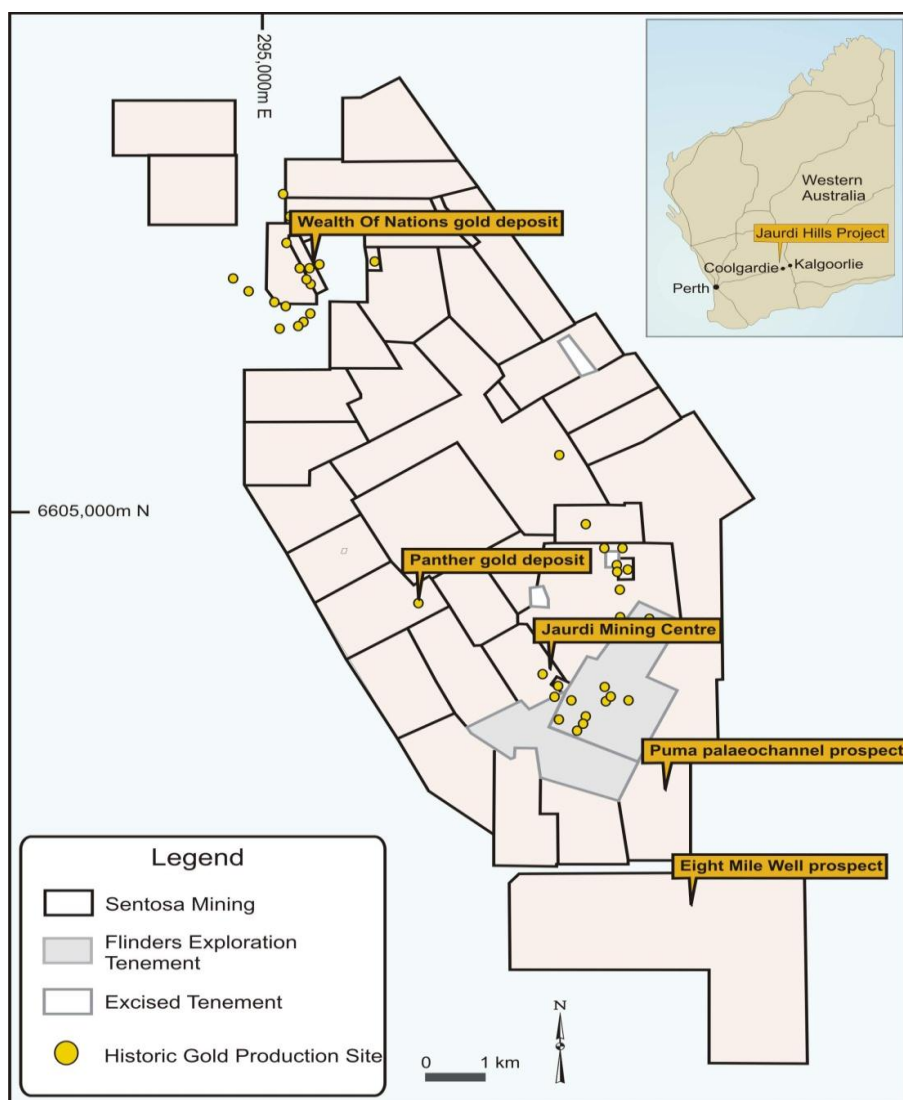 295,000m E
Western
Australia
Jaurdi Hills Project
Coolgardie
Kalgoorlie
Perth
Wealth Of Nations gold deposit
6605,000m N
Panther gold deposit
Jaurdi Mining Centre
Puma palaeochannel prospect
Eight Mile Well prospect
Legend
Sentosa Mining
Flinders Exploration
Tenement
Excised Tenement
Historic Gold Production Site
N
0 1 km